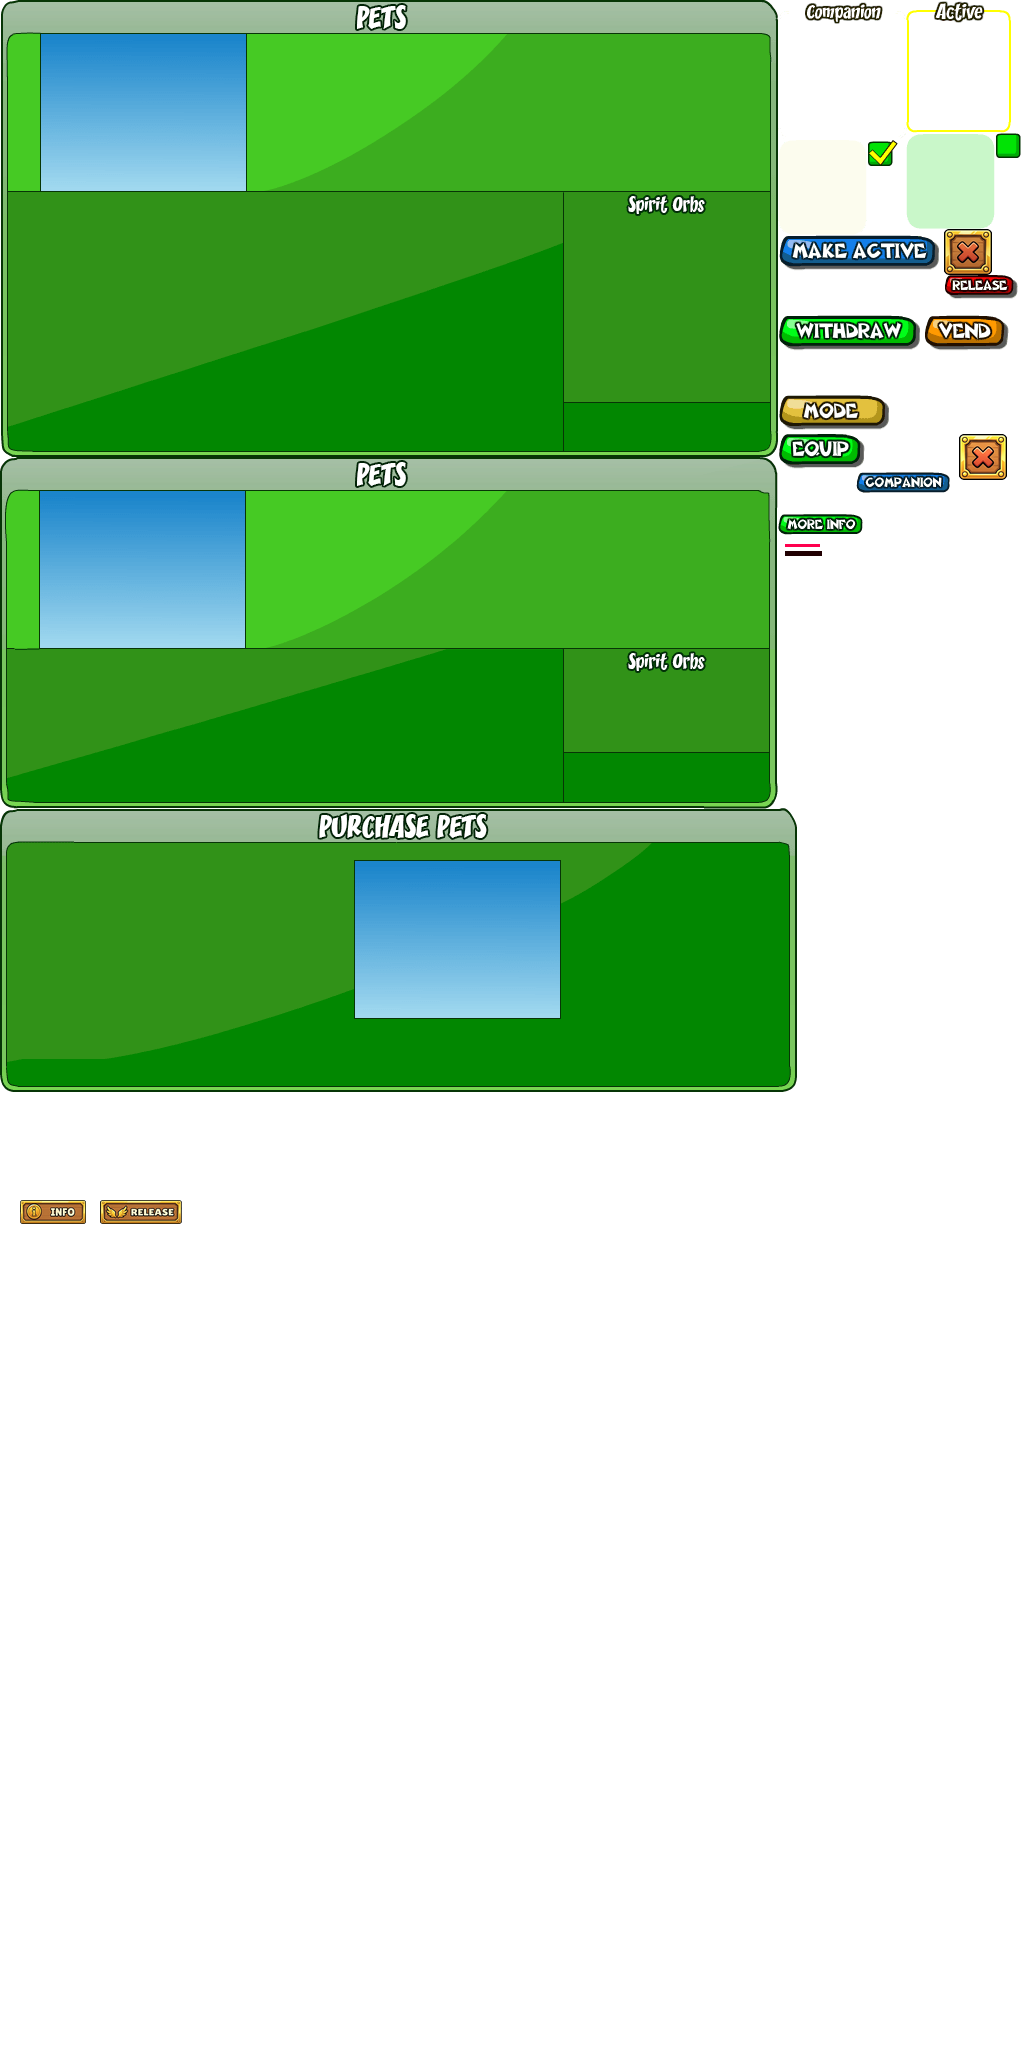 PETS
Companion
Active
Spirit Orbs
MAKE ACTIVE
RELEASE
WITHDRAW
VEND
MODE
EQUIP
PETS
COMPANION
MORE INFO
Spirit Orbs
PURCHASE PETS
INFO
RELEASE